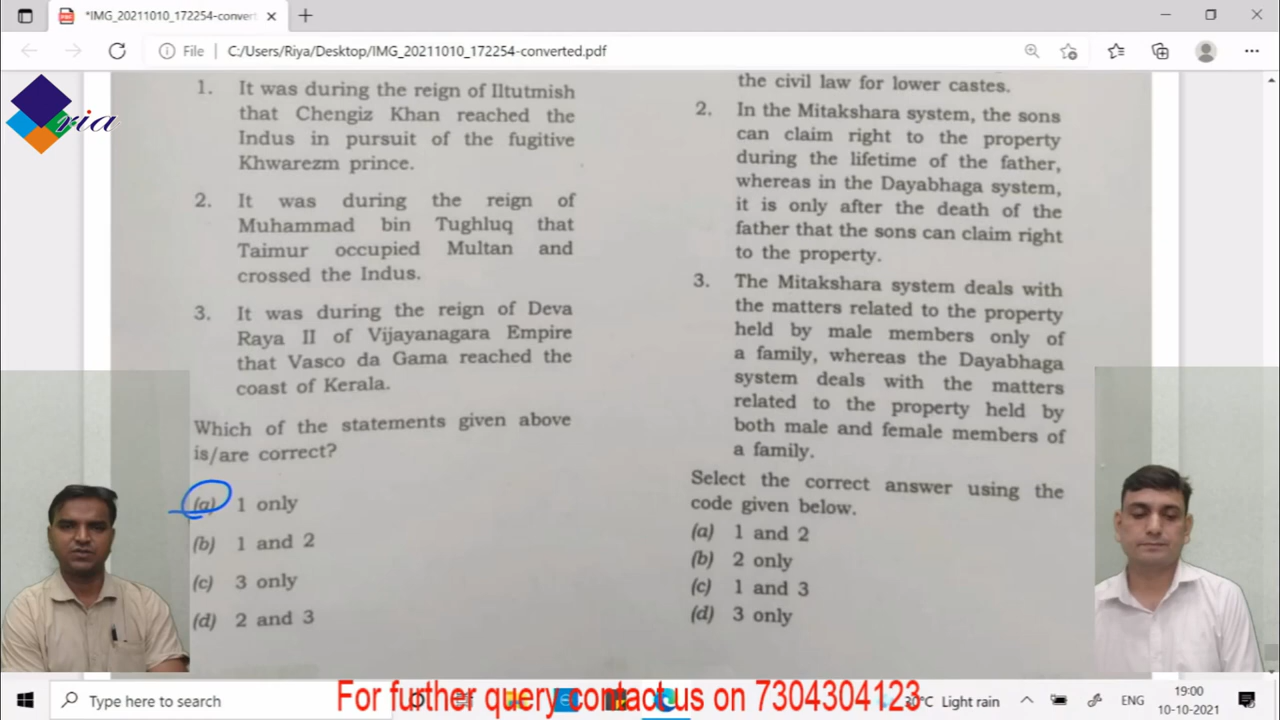 *IMG_20211010_172254-convert
File
C:/Users/Riya/Desktop/IMG_20211010_172254-converted.pdf
ria
1. It was during the reign of Iltutmish
that Chengiz Khan reached the
Indus in pursuit of the fugitive
Khwarezm prince.
2. It was during the reign of
Muhammad bin Tughluq that
Taimur occupied Multan and
crossed the Indus.
3. It was during the reign of Deva
Raya II of Vijayanagara Empire
that Vasco da Gama reached the
coast of Kerala.
Which of the statements given above
is/are correct?
(a) 1 only
(b) 1 and 2
(c) 3 only
(d) 2 and 3
the civil law for lower castes.
2. In the Mitakshara system, the sons
can claim right to the property
during the lifetime of the father,
whereas in the Dayabhaga system,
it is only after the death of the
father that the sons can claim right
to the property.
3. The Mitakshara system deals with
the matters related to the property
held by male members only of
a family, whereas the Dayabhaga
system deals with the matters
related to the property held by
both male and female members of
a family.
Select the correct answer using the
code given below.
(a) 1 and 2
(b) 2 only
(c) 1 and 3
(d) 3 only
For further query contact us on 7304304123
Type here to search
Light rain
ENG
19:00
10-10-2021